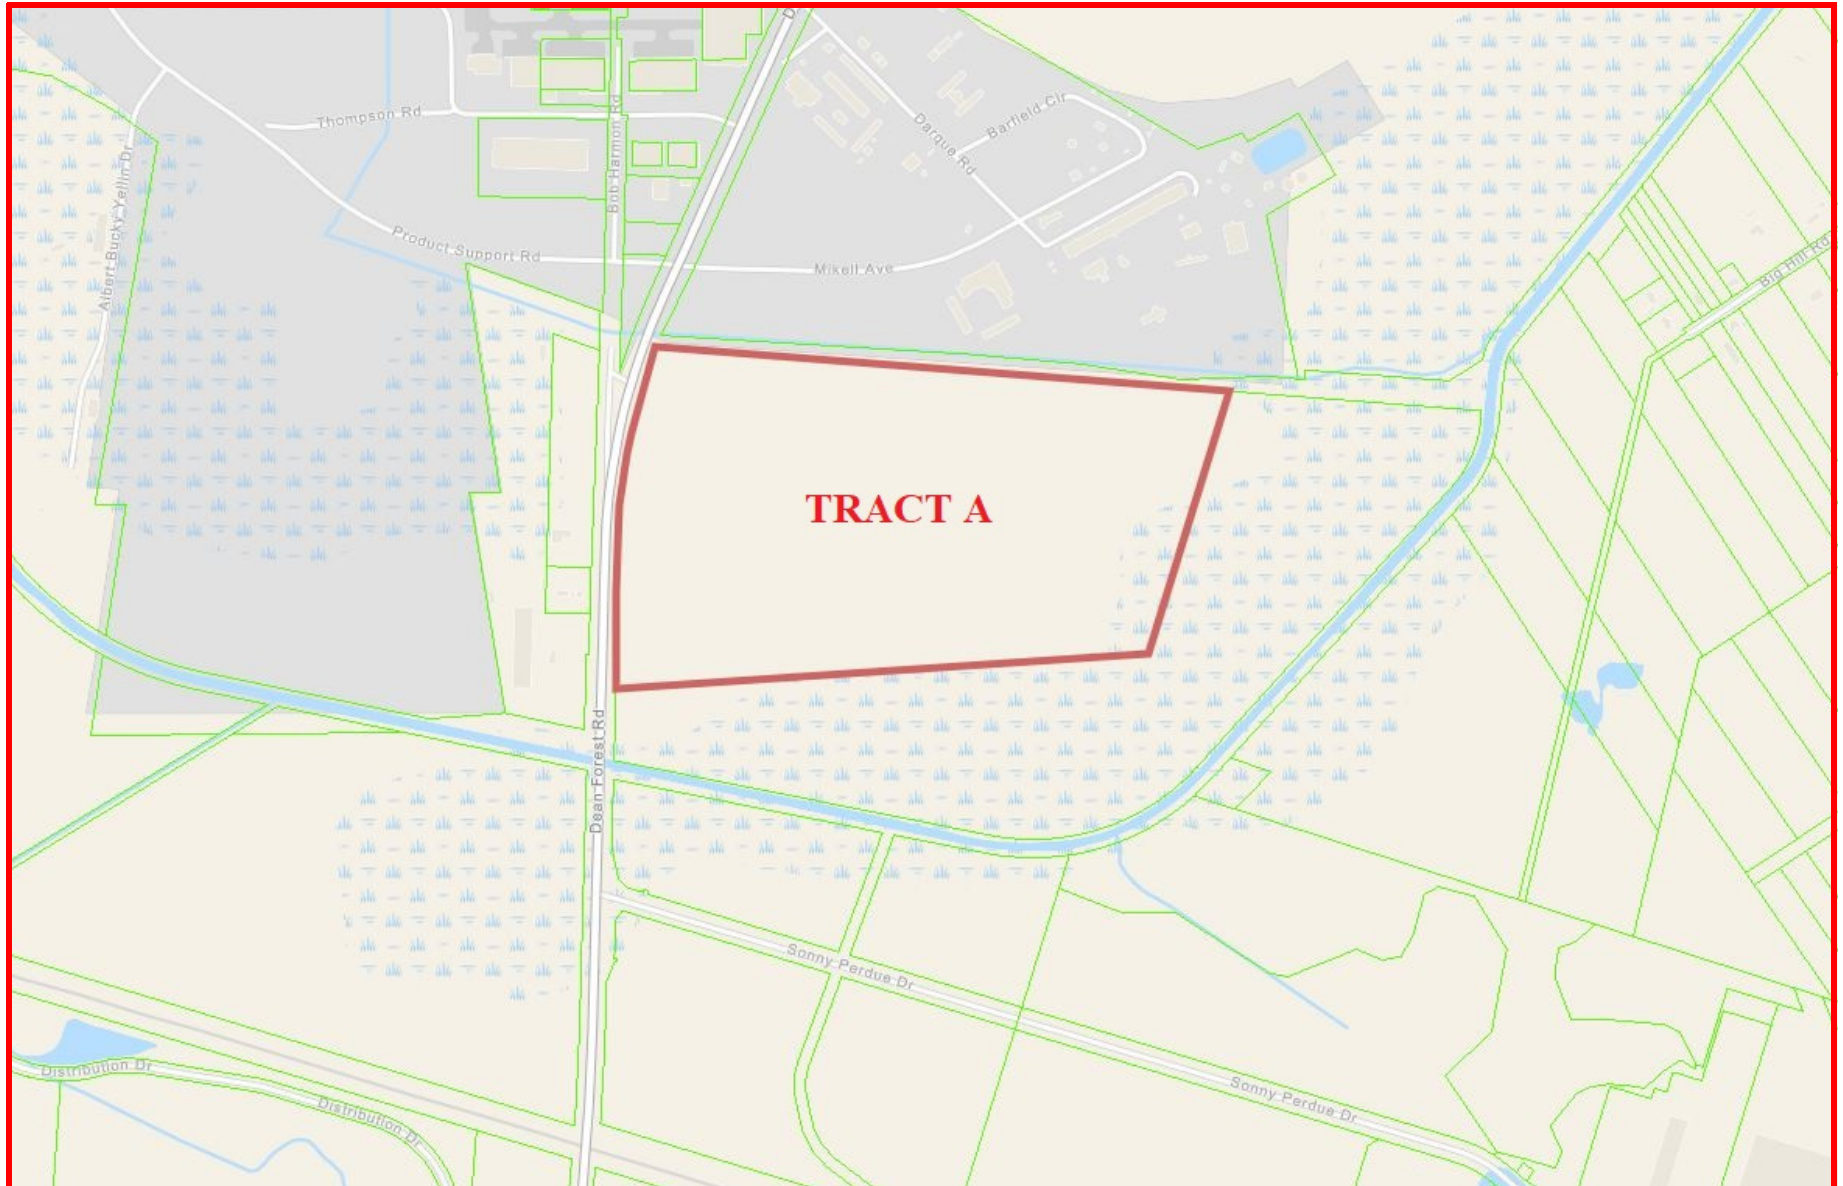 D
Thompson Rd
Bob Harmon Rd
Darque Rd
Barfield Cir
Albert Bucky Yellin Dr
Product Support Rd
Mikell Ave
Big Hill Rd
TRACT A
Dean Forest Rd
Sonny Perdue Dr
Distribution Dr
Distribution Dr
Sonny Perdue Dr